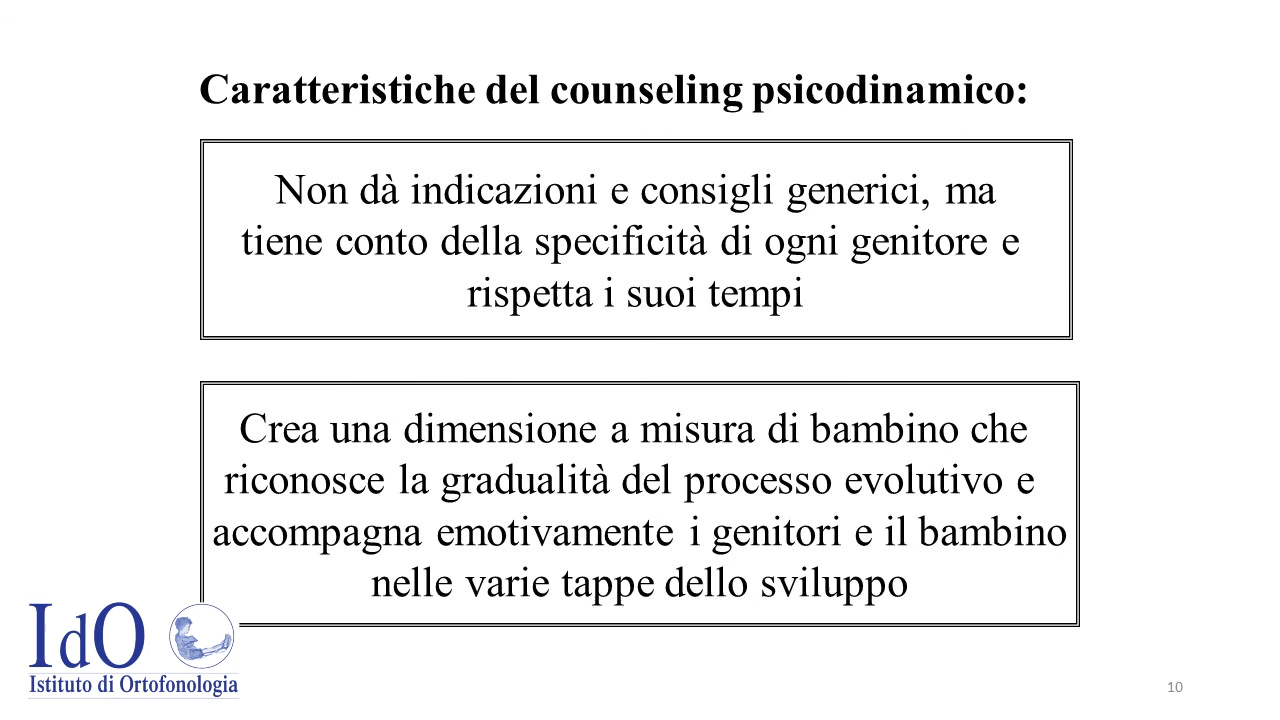 Caratteristiche del counseling psicodinamico:
Non dà indicazioni e consigli generici, ma
tiene conto della specificità di ogni genitore e
rispetta i suoi tempi
Crea una dimensione a misura di bambino che
riconosce la gradualità del processo evolutivo e
accompagna emotivamente i genitori e il bambino
nelle varie tappe dello sviluppo
IdO
Istituto di Ortofonologia
10